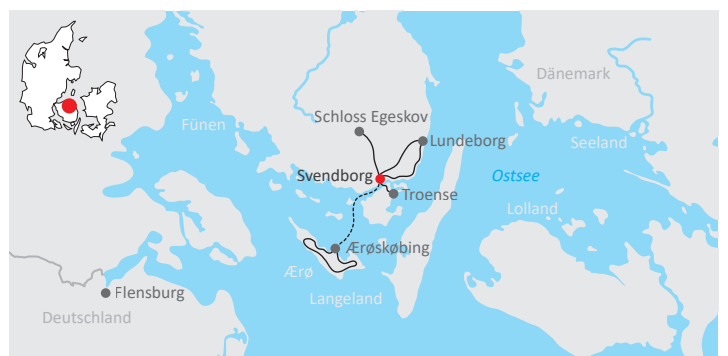 Dänemark
Schloss Egeskov
Fünen
Lundeborg
Seeland
Svendborg
Ostsee
Troense
Lolland
Ærøskøbing
Ærø
Langeland
Flensburg
Deutschland